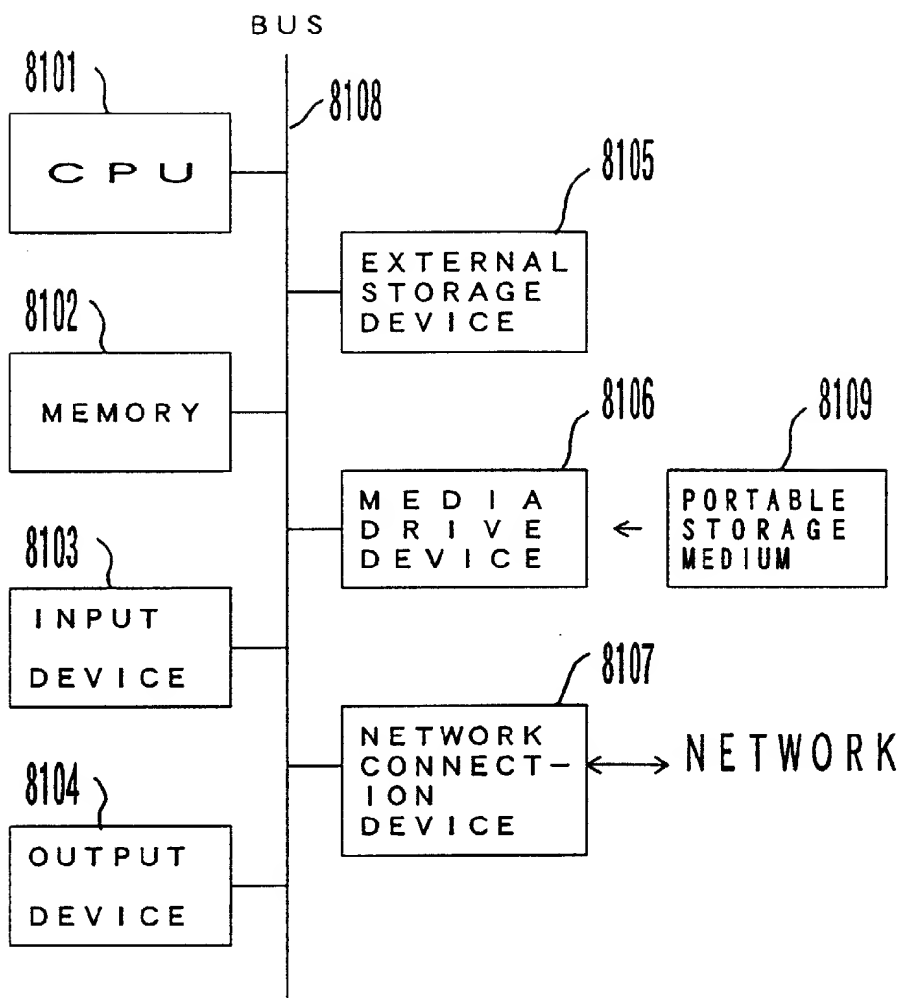 BUS
8101
8108
CPU
8105
EXTERNAL
STORAGE
DEVICE
8102
MEMORY
8106
8109
MEDIA
DRIVE
DEVICE
PORTABLE
STORAGE
MEDIUM
8103
INPUT
DEVICE
8107
NETWORK
CONNECT-
ION
DEVICE
NETWORK
8104
OUTPUT
DEVICE